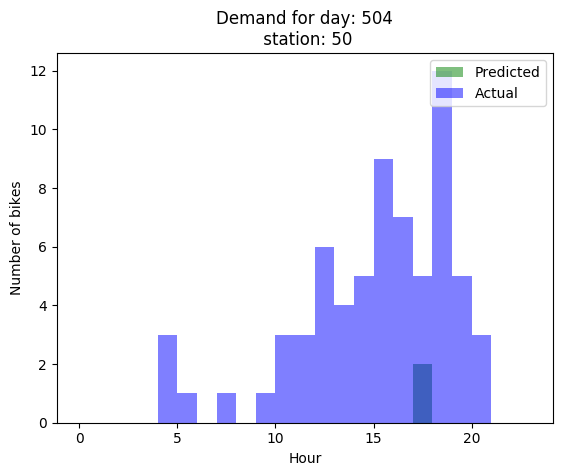 Demand for day: 504
station: 50
Predicted
Actual
Number of bikes
12
10
8
6
4
2
0
0
5
10
15
20
Hour